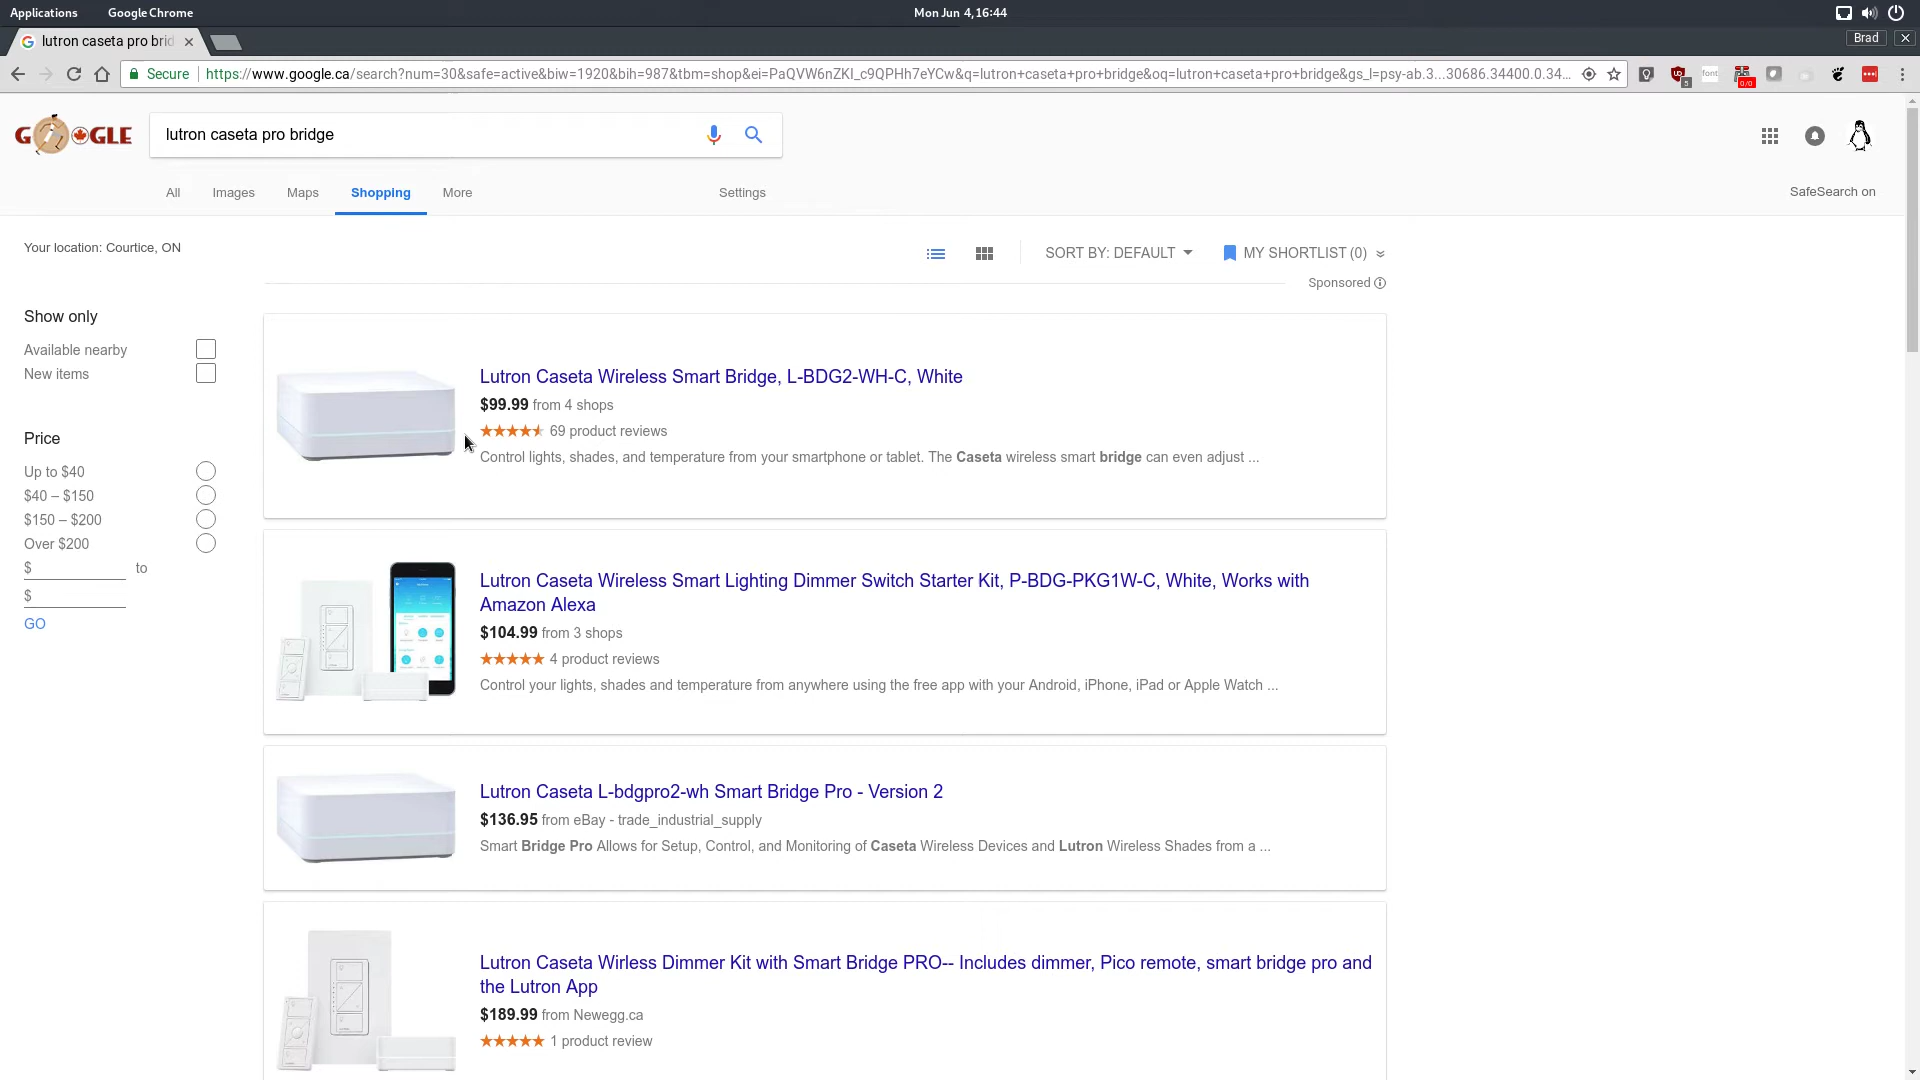 Applications Google Chrome Mon Jun 4, 16:44
lutron caseta pro brid
Brad
Secure https://www.google.ca/search?num=30&safe=active&biw=1920&bih=987&tbm=shop&ei=PaQVW6nZKI_c9QPHh7eYCw&q=lutron+caseta+pro+bridge&oq=lutron+caseta+pro+bridge&gs_l=psy-ab.3...30686.34400.0.34...
5
font
0/0
GOOGLE
lutron caseta pro bridge
All Images Maps Shopping More Settings SafeSearch on
Your location: Courtice, ON
SORT BY: DEFAULT MY SHORTLIST (0)
Sponsored
Show only
Available nearby
New items
Price
Up to $40
$40 – $150
$150 – $200
Over $200
$ to
$
GO
Lutron Caseta Wireless Smart Bridge, L-BDG2-WH-C, White
$99.99 from 4 shops
69 product reviews
Control lights, shades, and temperature from your smartphone or tablet. The Caseta wireless smart bridge can even adjust ...
Lutron Caseta Wireless Smart Lighting Dimmer Switch Starter Kit, P-BDG-PKG1W-C, White, Works with
Amazon Alexa
$104.99 from 3 shops
4 product reviews
Control your lights, shades and temperature from anywhere using the free app with your Android, iPhone, iPad or Apple Watch ...
Lutron Caseta L-bdgpro2-wh Smart Bridge Pro - Version 2
$136.95 from eBay - trade_industrial_supply
Smart Bridge Pro Allows for Setup, Control, and Monitoring of Caseta Wireless Devices and Lutron Wireless Shades from a ...
Lutron Caseta Wirless Dimmer Kit with Smart Bridge PRO-- Includes dimmer, Pico remote, smart bridge pro and
the Lutron App
$189.99 from Newegg.ca
1 product review